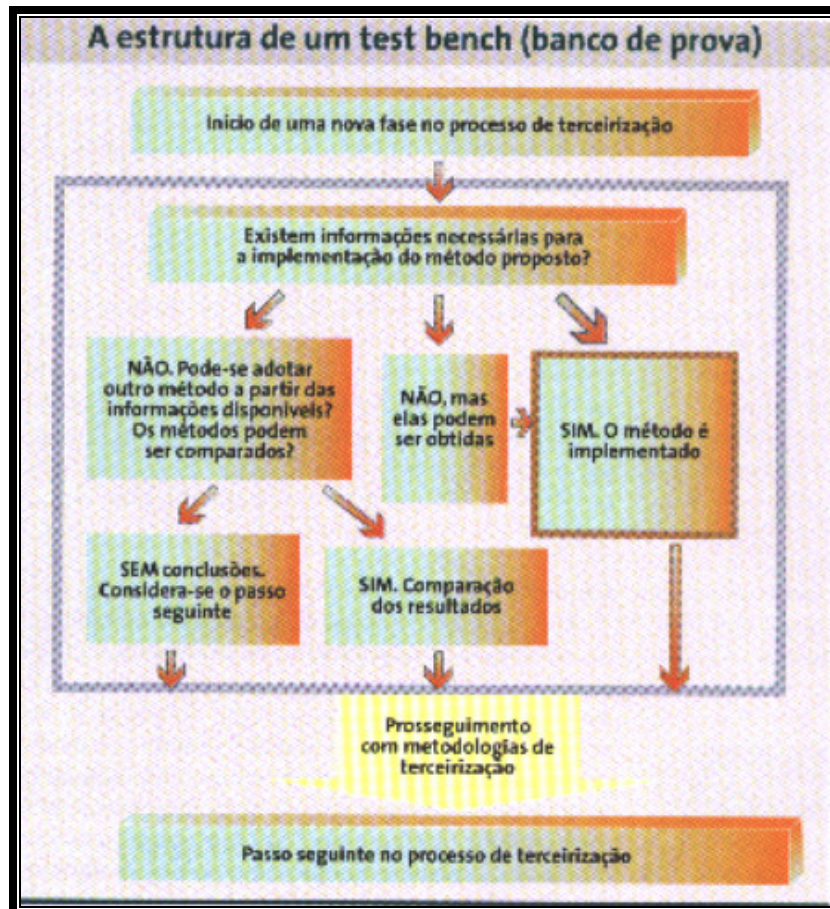 A estrutura de um test bench (banco de prova)
Início de uma nova fase no processo de terceirização
Existem informações necessárias para
a implementação do método proposto?
NÃO. Pode-se adotar
outro método a partir das
informações disponíveis?
Os métodos podem
ser comparados?
NÃO, mas
elas podem
ser obtidas
SIM. O método é
implementado
SEM conclusões.
Considera-se o passo
seguinte
SIM. Comparação
dos resultados
Prosseguimento
com metodologias de
terceirização
Passo seguinte no processo de terceirização